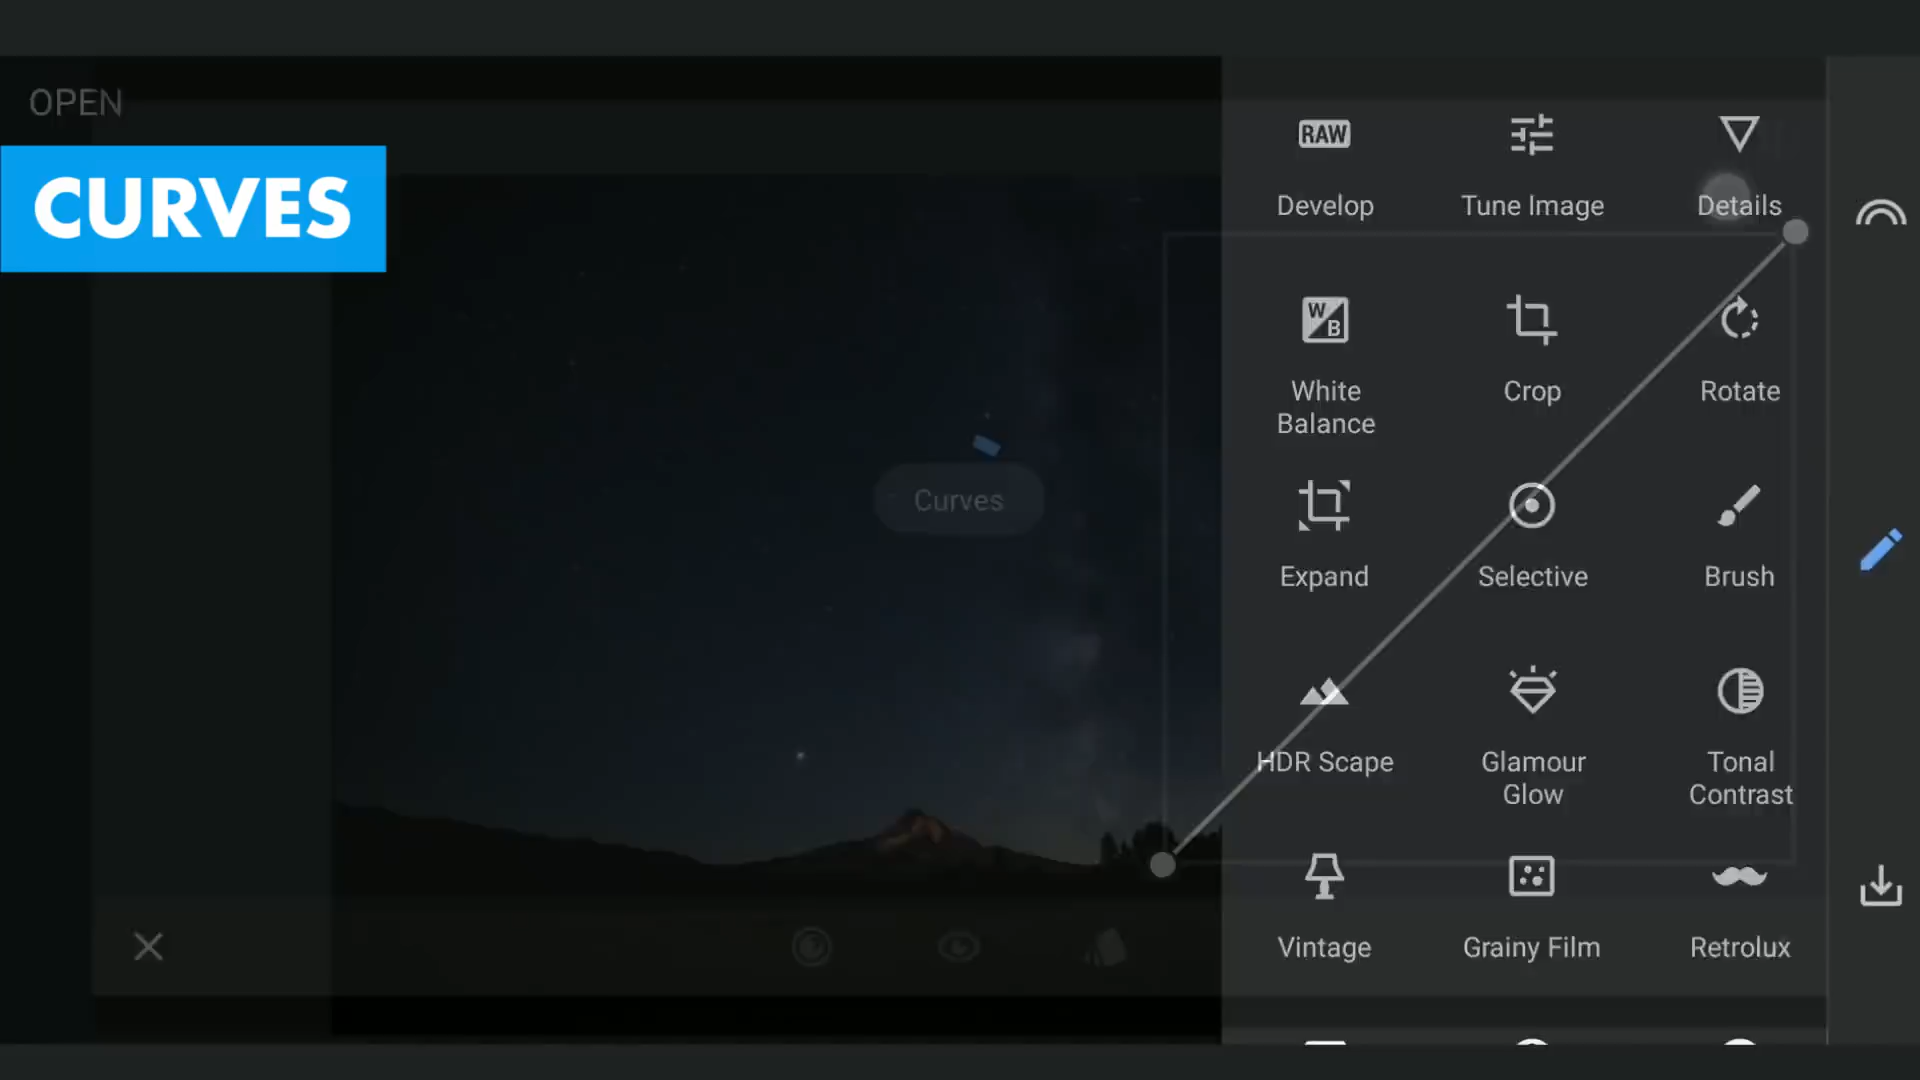 OPEN
CURVES
RAW
Develop
Tune Image
Details
W
B
White
Balance
Crop
Rotate
Curves
Expand
Selective
Brush
HDR Scape
Glamour
Glow
Tonal
Contrast
Vintage
Grainy Film
Retrolux